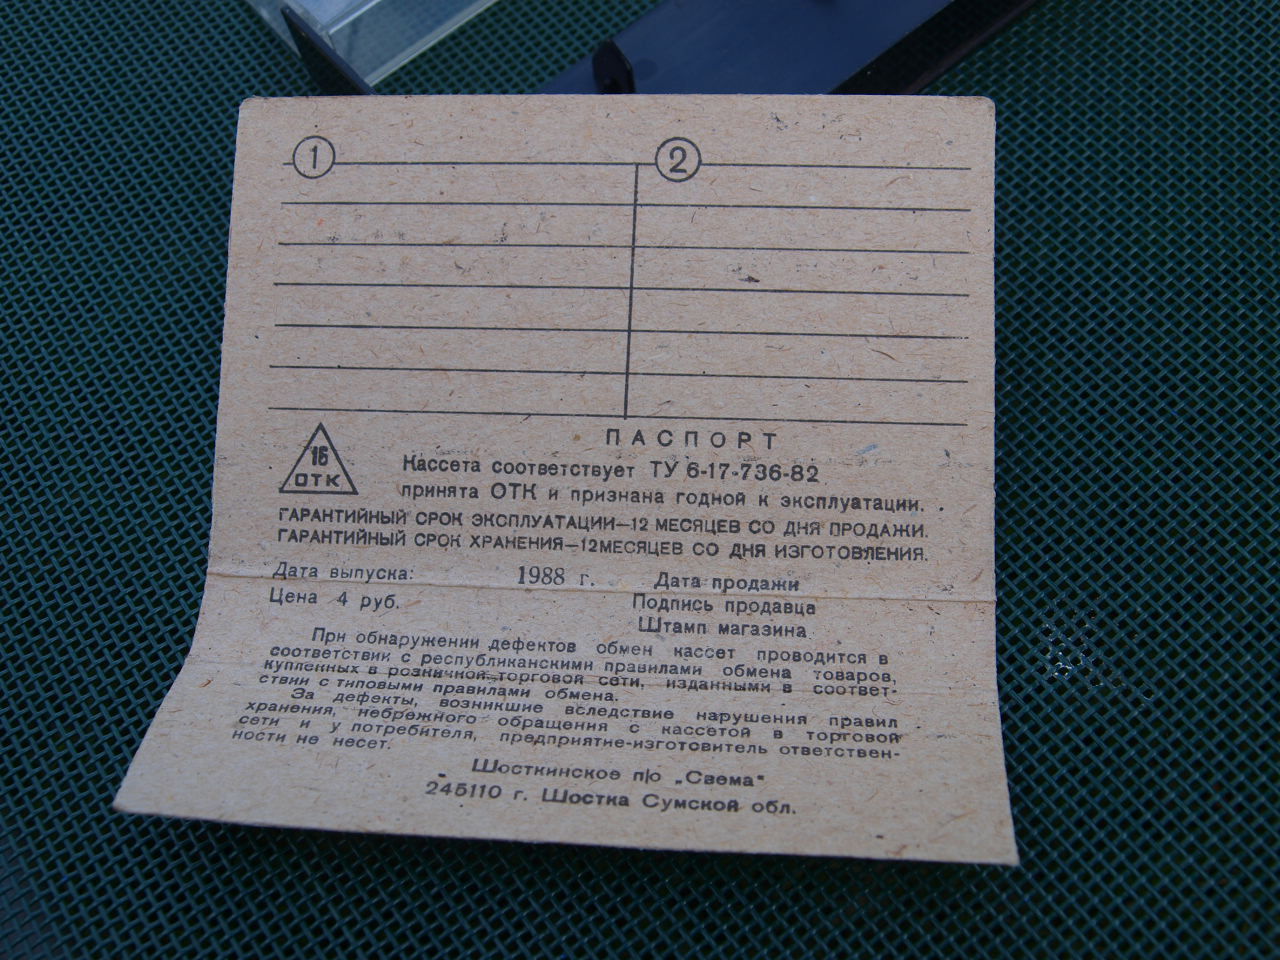 1 2
ПАСПОРТ
15
ОТК
Кассета соответствует ТУ 6-17-736-82
принята ОТК и признана годной к эксплуатации.
ГАРАНТИЙНЫЙ СРОК ЭКСПЛУАТАЦИИ—12 МЕСЯЦЕВ СО ДНЯ ПРОДАЖИ.
ГАРАНТИЙНЫЙ СРОК ХРАНЕНИЯ—12МЕСЯЦЕВ СО ДНЯ ИЗГОТОВЛЕНИЯ.
Дата выпуска: 1988 г. Дата продажи
Цена 4 руб. Подпись продавца
Штамп магазина
При обнаружении дефектов обмен кассет проводится в
соответствии с республиканскими правилами обмена товаров,
купленных в розничной торговой сети, изданными в соответ-
ствии с типовыми правилами обмена.
За дефекты, возникшие вследствие нарушения правил
хранения, небрежного обращения с кассетой в торговой
сети и у потребителя, предприятие-изготовитель ответствен-
ности не несет.
Шосткинское п/о „Свема"
245110 г. Шостка Сумской обл.